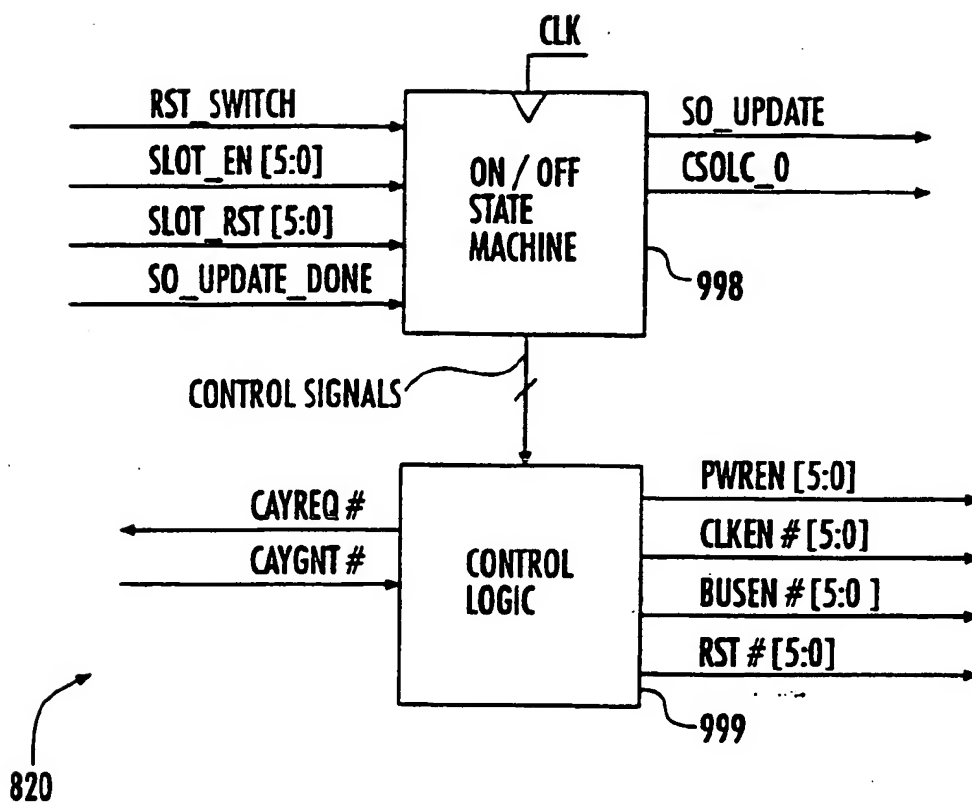 CLK
RST_SWITCH
SLOT_EN [5:0]
SLOT_RST [5:0]
SO_UPDATE_DONE
ON / OFF
STATE
MACHINE
SO_UPDATE
CSOLC_O
998
CONTROL SIGNALS
CAYREQ #
CAYGNT #
CONTROL
LOGIC
PWREN [5:0]
CLKEN # [5:0]
BUSEN # [5:0 ]
RST # [5:0]
999
820